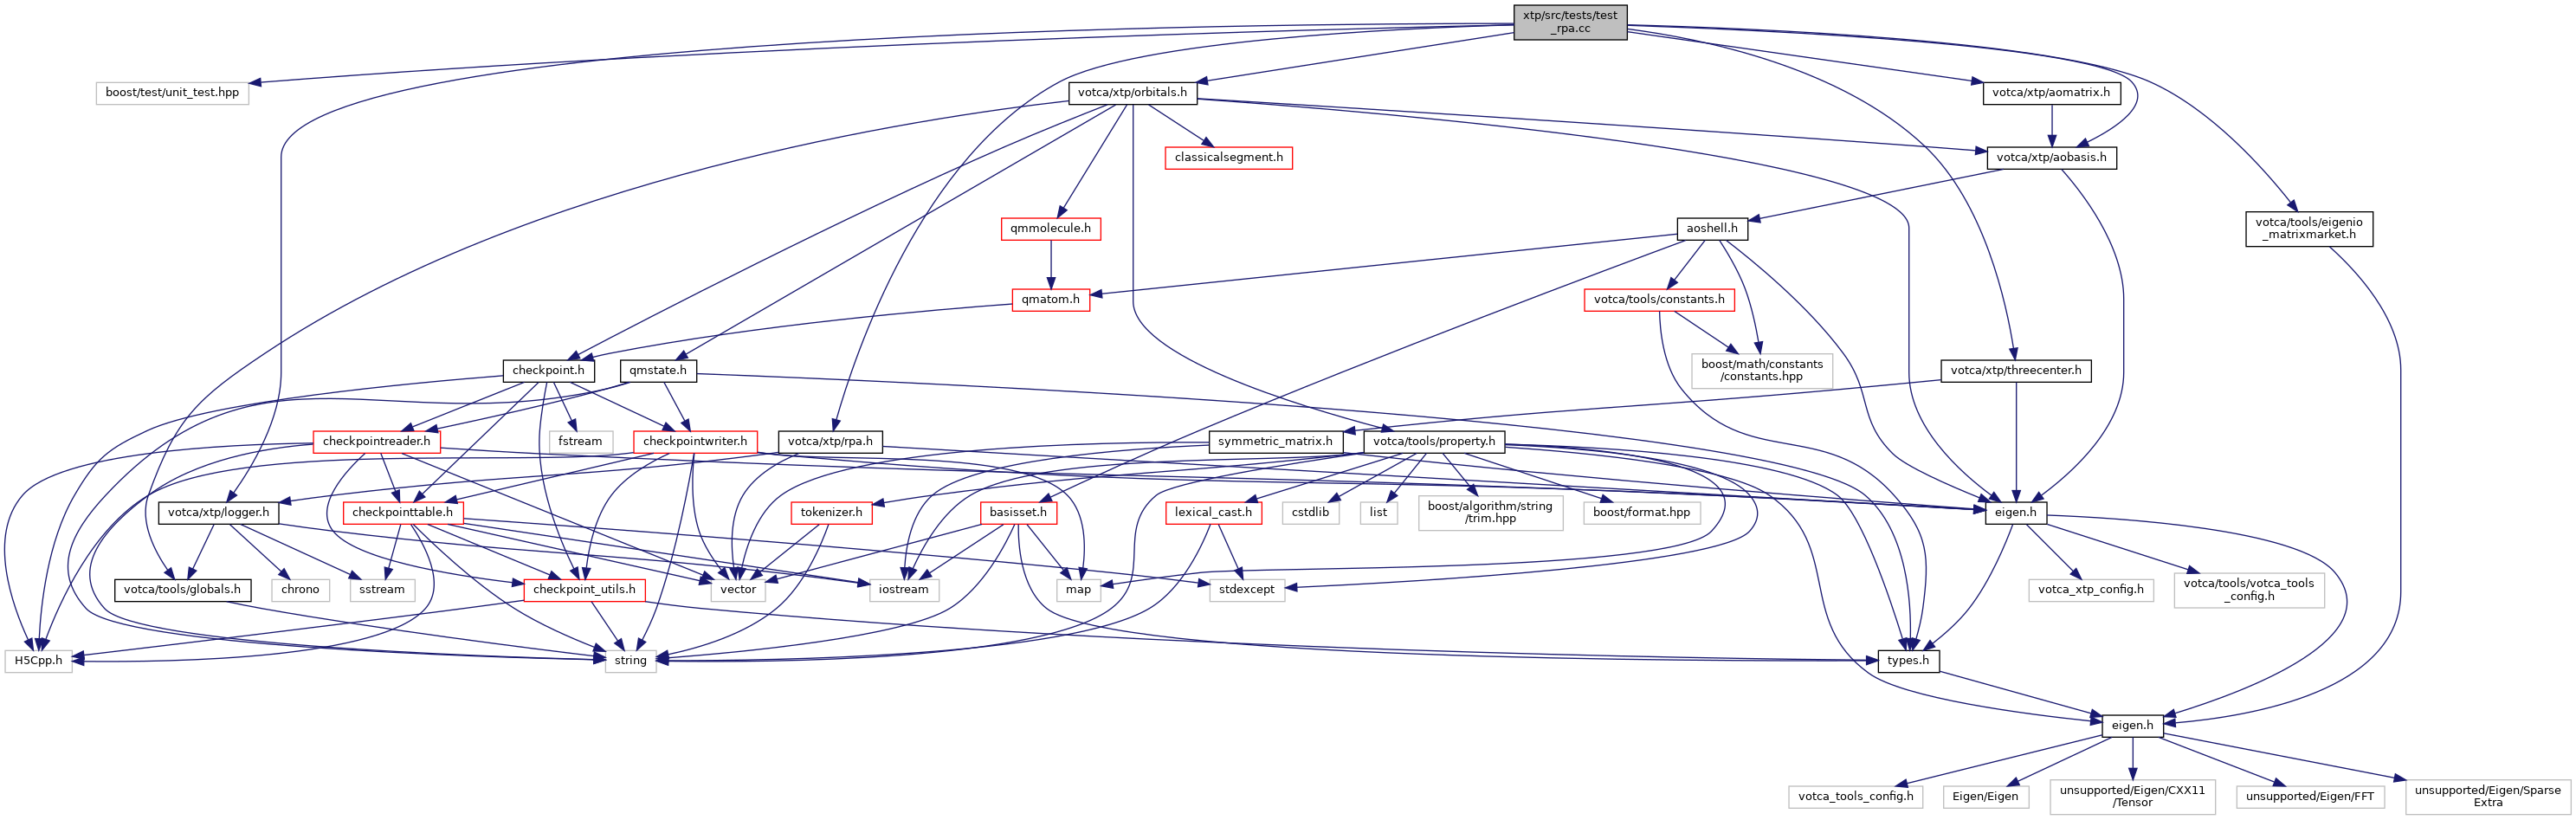 xtp/src/tests/test
_rpa.cc
boost/test/unit_test.hpp
votca/xtp/orbitals.h
votca/xtp/aomatrix.h
classicalsegment.h
votca/xtp/aobasis.h
qmmolecule.h
aoshell.h
votca/tools/eigenio
_matrixmarket.h
qmatom.h
votca/tools/constants.h
checkpoint.h
qmstate.h
boost/math/constants
/constants.hpp
votca/xtp/threecenter.h
checkpointreader.h
fstream
checkpointwriter.h
votca/xtp/rpa.h
symmetric_matrix.h
votca/tools/property.h
votca/xtp/logger.h
checkpointtable.h
tokenizer.h
basisset.h
lexical_cast.h
cstdlib
list
boost/algorithm/string
/trim.hpp
boost/format.hpp
eigen.h
votca/tools/globals.h
chrono
sstream
checkpoint_utils.h
vector
iostream
map
stdexcept
votca_xtp_config.h
votca/tools/votca_tools
_config.h
H5Cpp.h
string
types.h
eigen.h
votca_tools_config.h
Eigen/Eigen
unsupported/Eigen/CXX11
/Tensor
unsupported/Eigen/FFT
unsupported/Eigen/Sparse
Extra